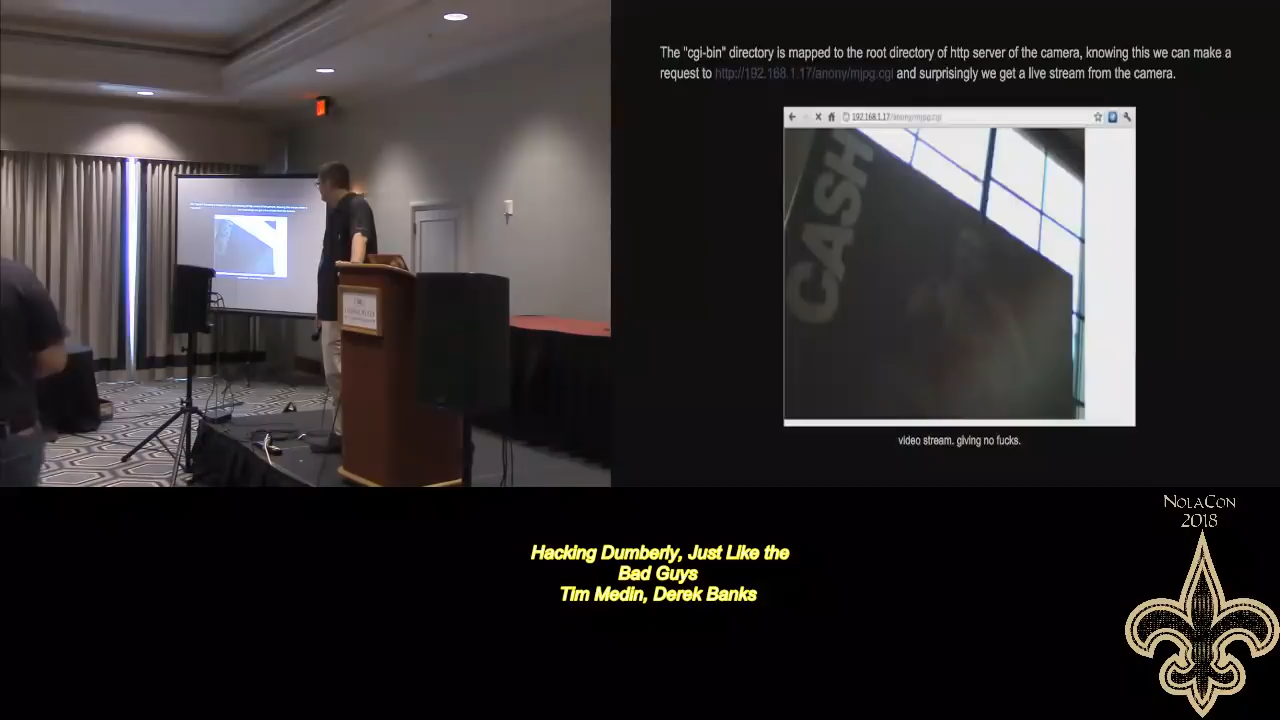 The "cgi-bin" directory is mapped to the root directory of http server of the camera, knowing this we can make a
request to http://192.168.1.17/anony/mjpg.cgi and surprisingly we get a live stream from the camera.
192.168.1.17/anony/mjpg.cgi
CASH
video stream. giving no fucks.
NOLACON
2018
Hacking Dumberly, Just Like the
Bad Guys
Tim Medin, Derek Banks